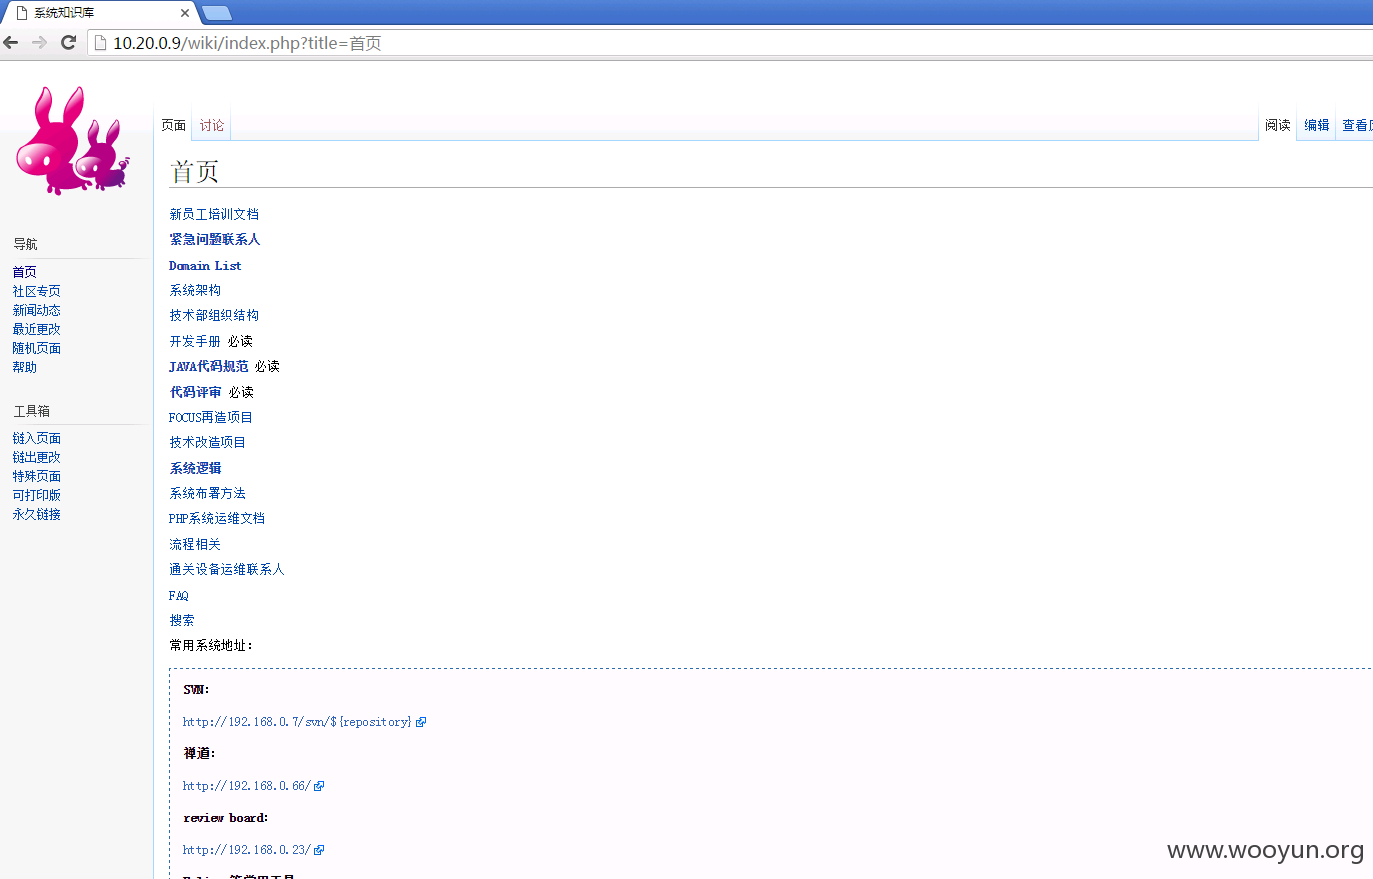 系统知识库
10.20.0.9/wiki/index.php?title=首页
页面 讨论
阅读 编辑 查看
首页
新员工培训文档
紧急问题联系人
Domain List
系统架构
技术部组织结构
开发手册 必读
JAVA代码规范 必读
代码评审 必读
FOCUS再造项目
技术改造项目
系统逻辑
系统布署方法
PHP系统运维文档
流程相关
通关设备运维联系人
FAQ
搜索
常用系统地址：
SVN:
http://192.168.0.7/svn/${repository}
禅道:
http://192.168.0.66/
review board:
http://192.168.0.23/
导航
首页
社区专页
新闻动态
最近更改
随机页面
帮助
工具箱
链入页面
链出更改
特殊页面
可打印版
永久链接
www.wooyun.org